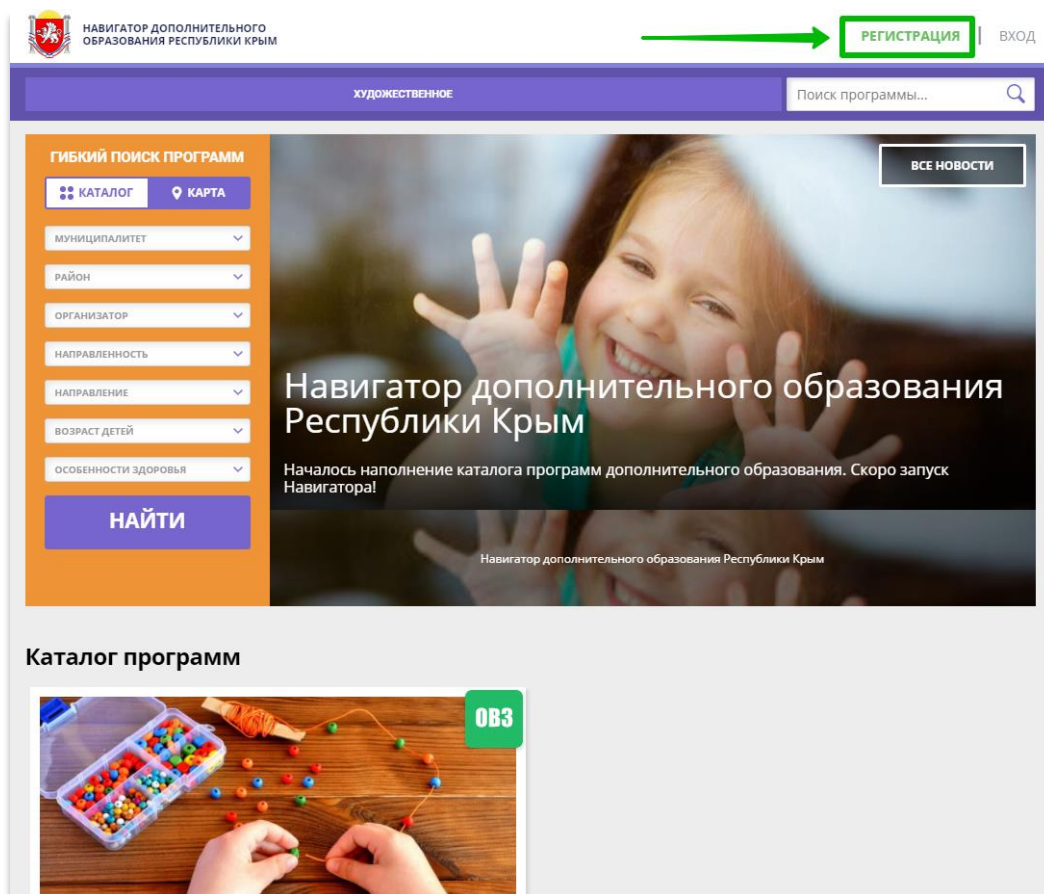 НАВИГАТОР ДОПОЛНИТЕЛЬНОГО
ОБРАЗОВАНИЯ РЕСПУБЛИКИ КРЫМ
РЕГИСТРАЦИЯ | ВХОД
ХУДОЖЕСТВЕННОЕ
Поиск программы...
ГИБКИЙ ПОИСК ПРОГРАММ
КАТАЛОГ
КАРТА
МУНИЦИПАЛИТЕТ
РАЙОН
ОРГАНИЗАТОР
НАПРАВЛЕННОСТЬ
НАПРАВЛЕНИЕ
ВОЗРАСТ ДЕТЕЙ
ОСОБЕННОСТИ ЗДОРОВЬЯ
НАЙТИ
ВСЕ НОВОСТИ
Навигатор дополнительного образования
Республики Крым
Началось наполнение каталога программ дополнительного образования. Скоро запуск
Навигатора!
Навигатор дополнительного образования Республики Крым
Каталог программ
ОВЗ